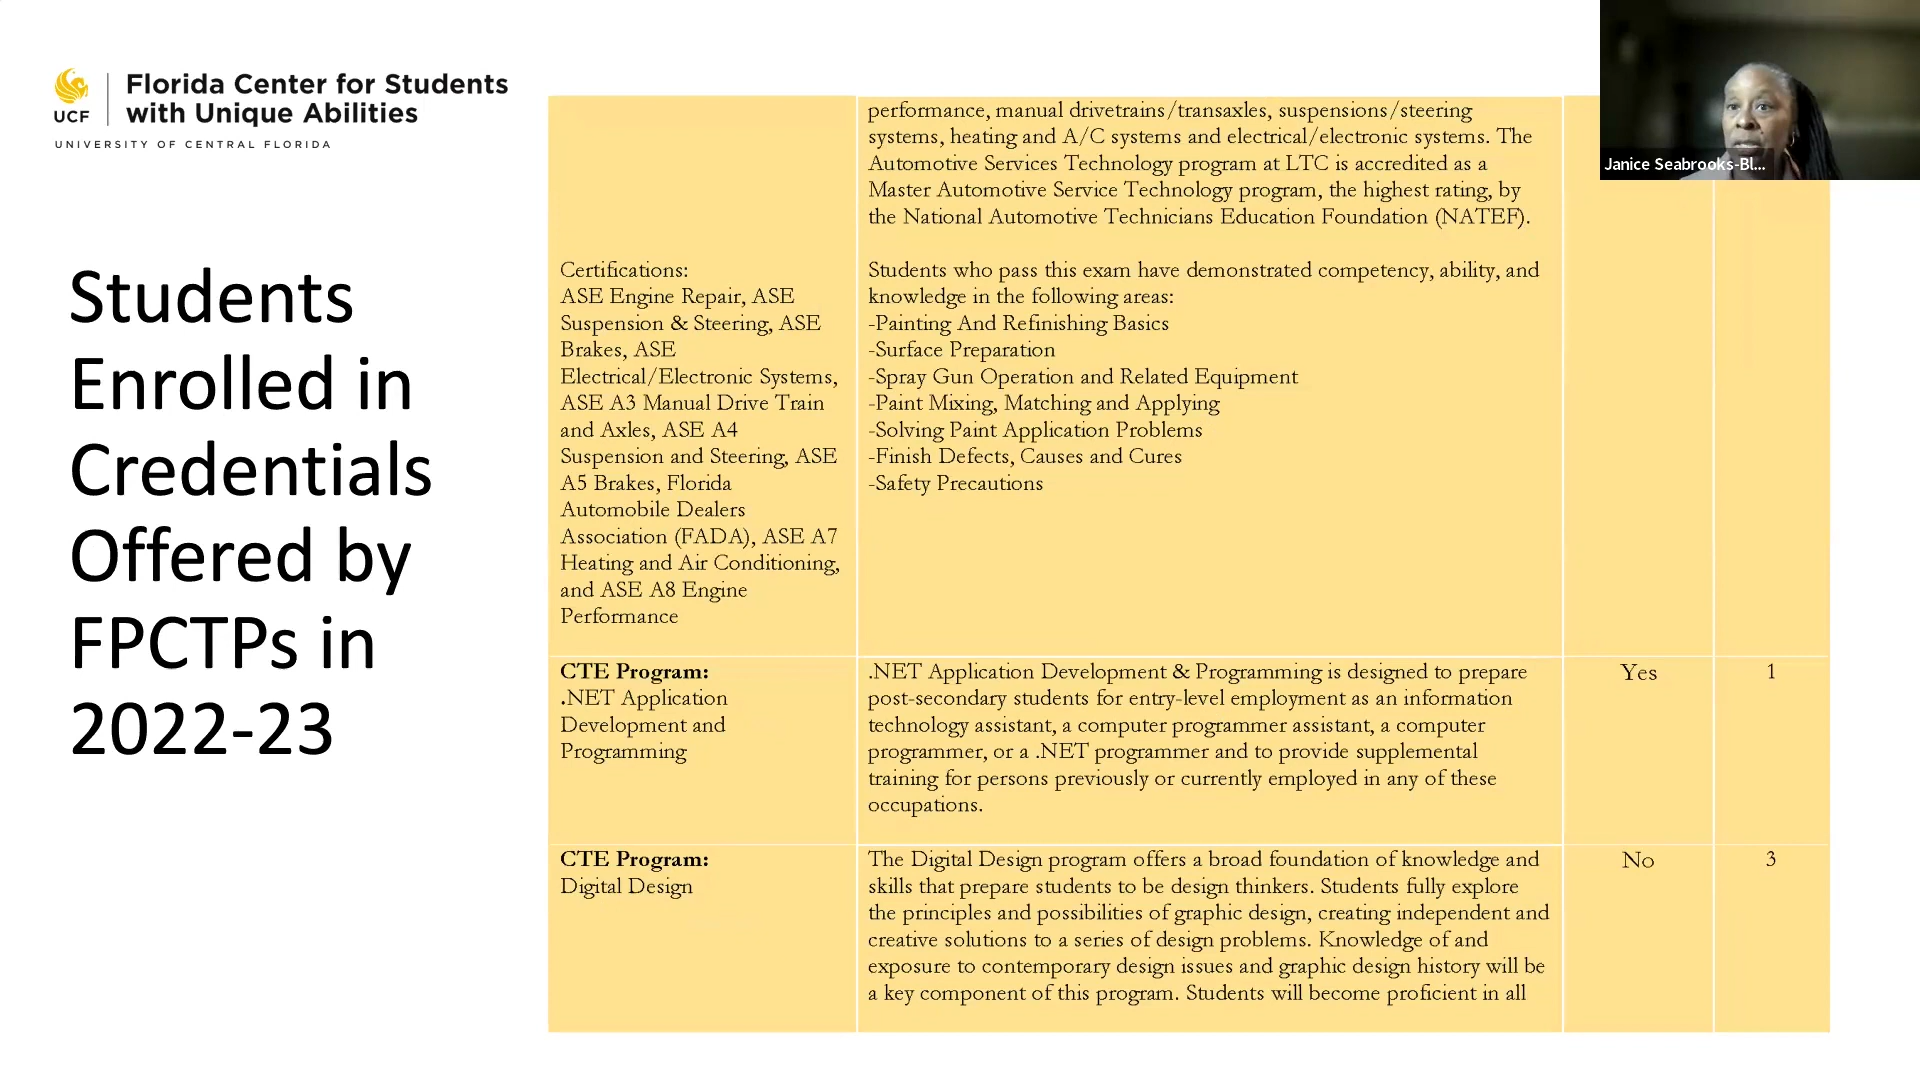 UCF
Florida Center for Students
with Unique Abilities
UNIVERSITY OF CENTRAL FLORIDA
Students
Enrolled in
Credentials
Offered by
FPCTPs in
2022-23
performance, manual drivetrains/transaxles, suspensions/steering
systems, heating and A/C systems and electrical/electronic systems. The
Automotive Services Technology program at LTC is accredited as a
Master Automotive Service Technology program, the highest rating, by
the National Automotive Technicians Education Foundation (NATEF).
Certifications:
ASE Engine Repair, ASE
Suspension & Steering, ASE
Brakes, ASE
Electrical/Electronic Systems,
ASE A3 Manual Drive Train
and Axles, ASE A4
Suspension and Steering, ASE
A5 Brakes, Florida
Automobile Dealers
Association (FADA), ASE A7
Heating and Air Conditioning,
and ASE A8 Engine
Performance
Students who pass this exam have demonstrated competency, ability, and
knowledge in the following areas:
-Painting And Refinishing Basics
-Surface Preparation
-Spray Gun Operation and Related Equipment
-Paint Mixing, Matching and Applying
-Solving Paint Application Problems
-Finish Defects, Causes and Cures
-Safety Precautions
CTE Program:
.NET Application
Development and
Programming
.NET Application Development & Programming is designed to prepare
post-secondary students for entry-level employment as an information
technology assistant, a computer programmer assistant, a computer
programmer, or a .NET programmer and to provide supplemental
training for persons previously or currently employed in any of these
occupations.
Yes
1
CTE Program:
Digital Design
The Digital Design program offers a broad foundation of knowledge and
skills that prepare students to be design thinkers. Students fully explore
the principles and possibilities of graphic design, creating independent and
creative solutions to a series of design problems. Knowledge of and
exposure to contemporary design issues and graphic design history will be
a key component of this program. Students will become proficient in all
No
3
Janice Seabrooks-Bl...